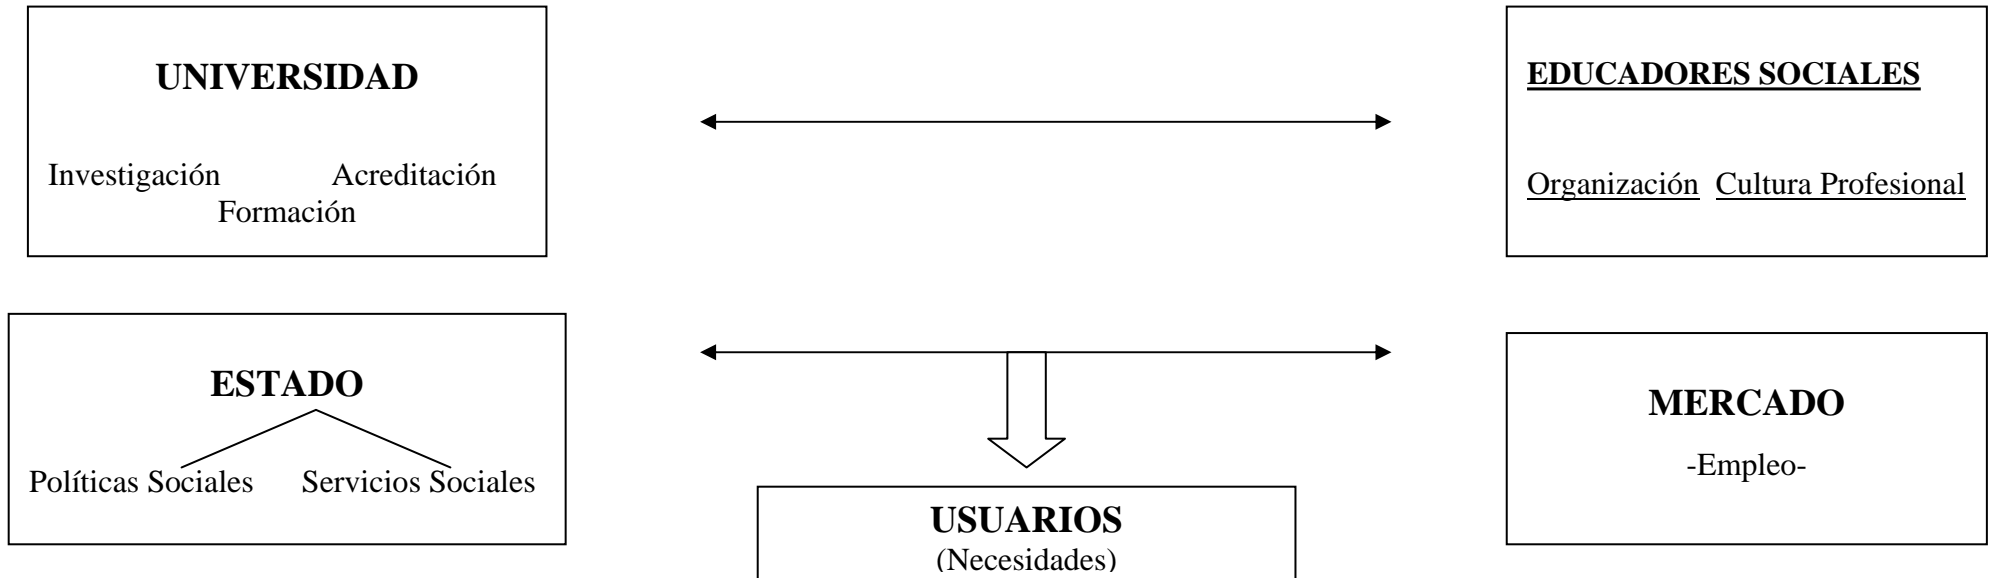 UNIVERSIDAD
Investigación Acreditación
Formación
EDUCADORES SOCIALES
Organización Cultura Profesional
ESTADO
Políticas Sociales Servicios Sociales
USUARIOS
(Necesidades)
MERCADO
-Empleo-